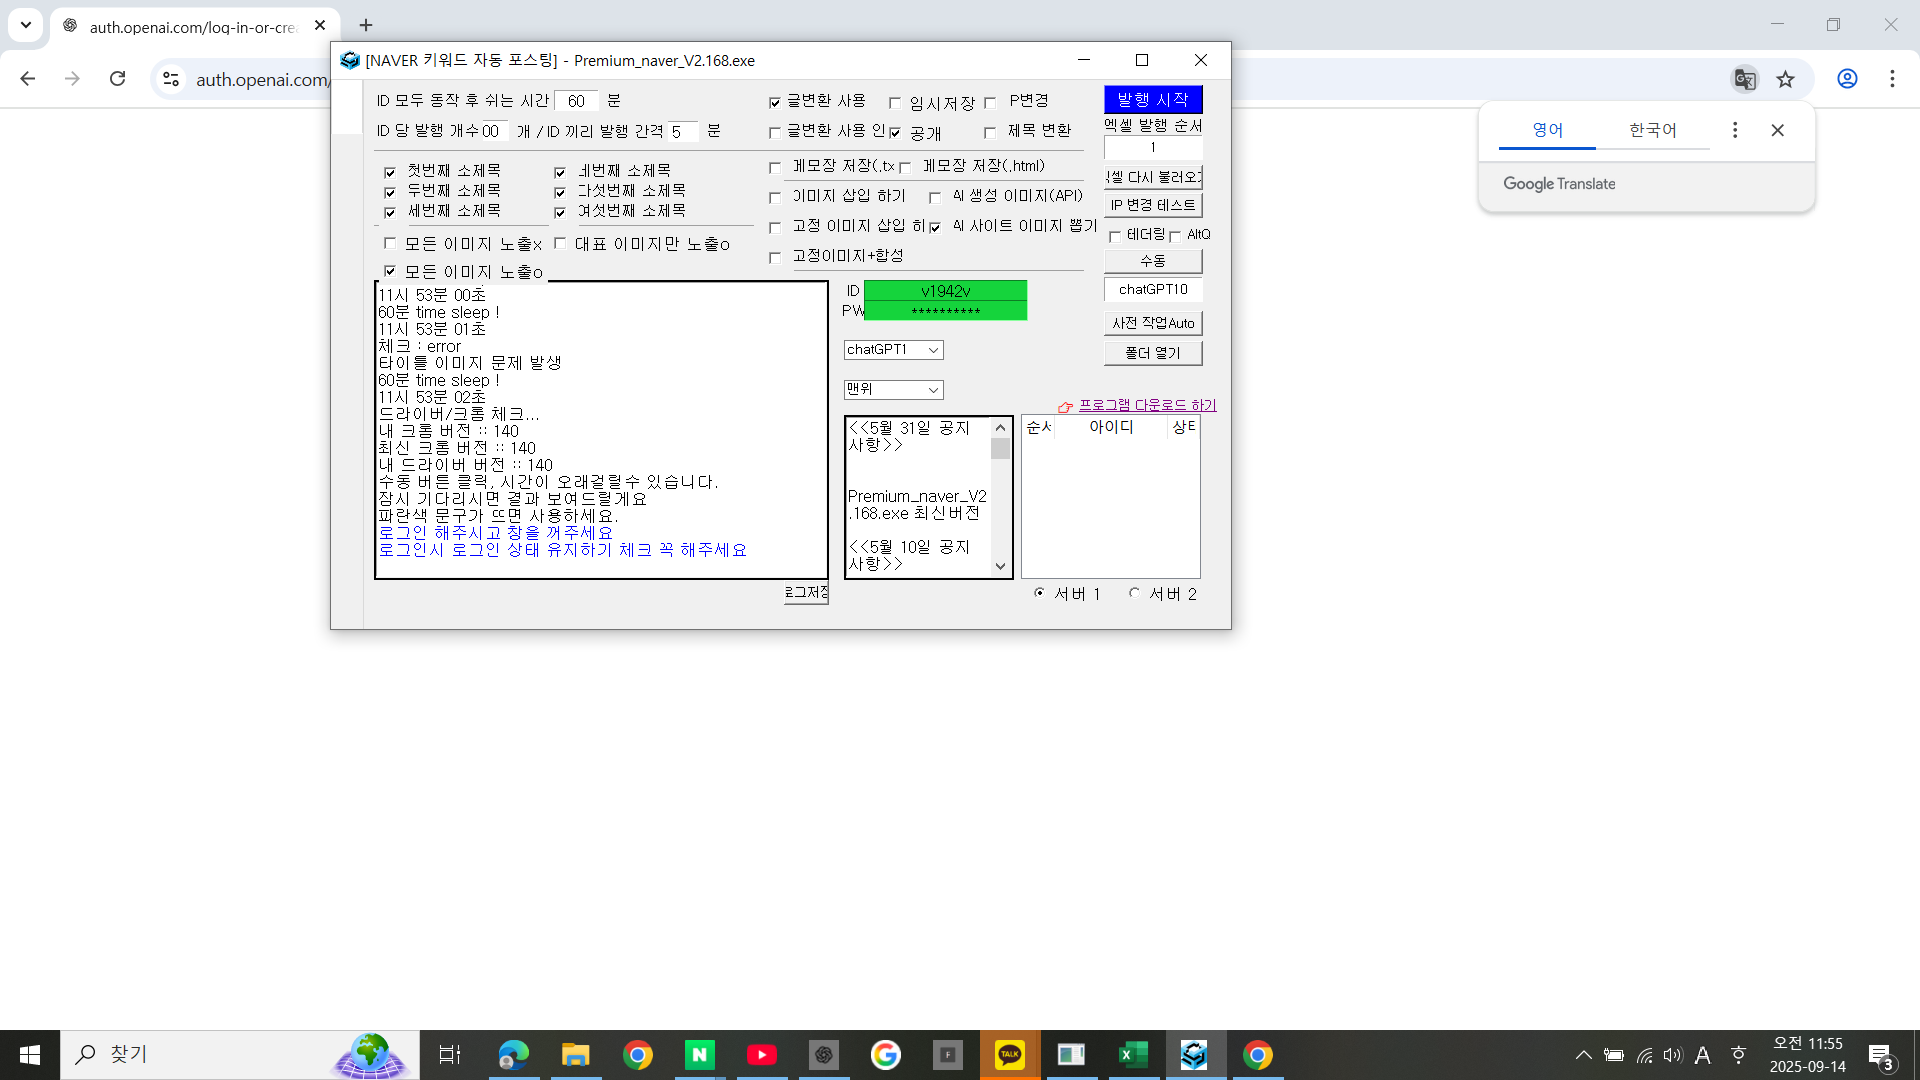 auth.openai.com/log-in-or-cre
auth.openai.com/
[NAVER 키워드 자동 포스팅] - Premium_naver_V2.168.exe
ID 모두 동작 후 쉬는 시간 60 분
ID 당 발행 개수 00 개 / ID 끼리 발행 간격 5 분
글변환 사용
임시저장
P변경
글변환 사용 인
공개
제목 변환
발행 시작
엑셀 발행 순서
1
셀 다시 불러오
IP 변경 테스트
테더링
AltQ
수동
chatGPT10
사전 작업Auto
폴더 열기
첫번째 소제목
두번째 소제목
세번째 소제목
네번째 소제목
다섯번째 소제목
여섯번째 소제목
메모장 저장(.tx
메모장 저장(.html)
이미지 삽입 하기
AI 생성 이미지(API)
고정 이미지 삽입 히
AI 사이트 이미지 뽑기
고정이미지+합성
모든 이미지 노출x
대표 이미지만 노출o
모든 이미지 노출o
11시 53분 00초
60분 time sleep !
11시 53분 01초
체크 : error
타이틀 이미지 문제 발생
60분 time sleep !
11시 53분 02초
드라이버/크롬 체크...
내 크롬 버전 :: 140
최신 크롬 버전 :: 140
내 드라이버 버전 :: 140
수동 버튼 클릭, 시간이 오래걸릴수 있습니다.
잠시 기다리시면 결과 보여드릴게요
파란색 문구가 뜨면 사용하세요.
로그인 해주시고 창을 꺼주세요
로그인시 로그인 상태 유지하기 체크 꼭 해주세요
로그저장
ID v1942v
PW **********
chatGPT1
맨위
프로그램 다운로드 하기
<<5월 31일 공지
사항>>
Premium_naver_V2
.168.exe 최신버전
<<5월 10일 공지
사항>>
순서 아이디 상태
서버 1
서버 2
영어
한국어
Google Translate
찾기
TALK
A
오전 11:55
2025-09-14
3